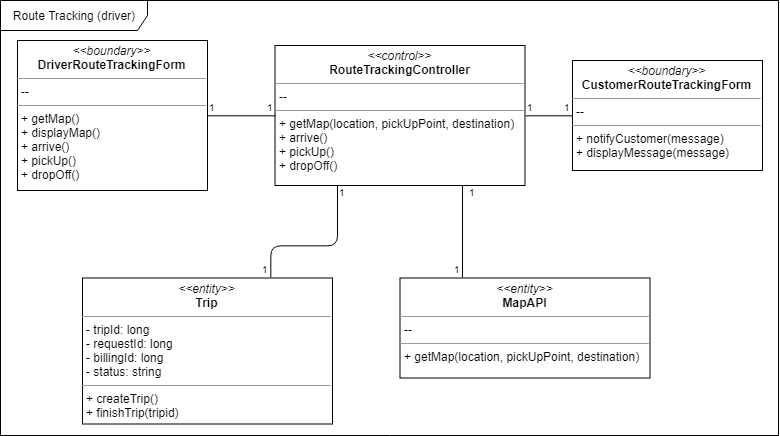 Route Tracking (driver)
<<boundary>>
DriverRouteTrackingForm
--
+ getMap()
+ displayMap()
+ arrive()
+ pickUp()
+ dropOff()
1
1
<<control>>
RouteTrackingController
--
+ getMap(location, pickUpPoint, destination)
+ arrive()
+ pickUp()
+ dropOff()
1
1
<<boundary>>
CustomerRouteTrackingForm
--
+ notifyCustomer(message)
+ displayMessage(message)
1
1
1
1
<<entity>>
Trip
- tripId: long
- requestId: long
- billingId: long
- status: string
+ createTrip()
+ finishTrip(tripid)
<<entity>>
MapAPI
--
+ getMap(location, pickUpPoint, destination)